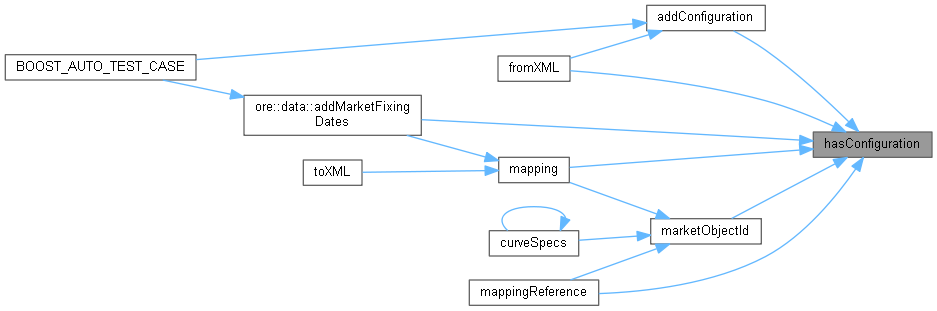 addConfiguration
BOOST_AUTO_TEST_CASE
fromXML
ore::data::addMarketFixing
Dates
hasConfiguration
toXML
mapping
marketObjectId
curveSpecs
mappingReference